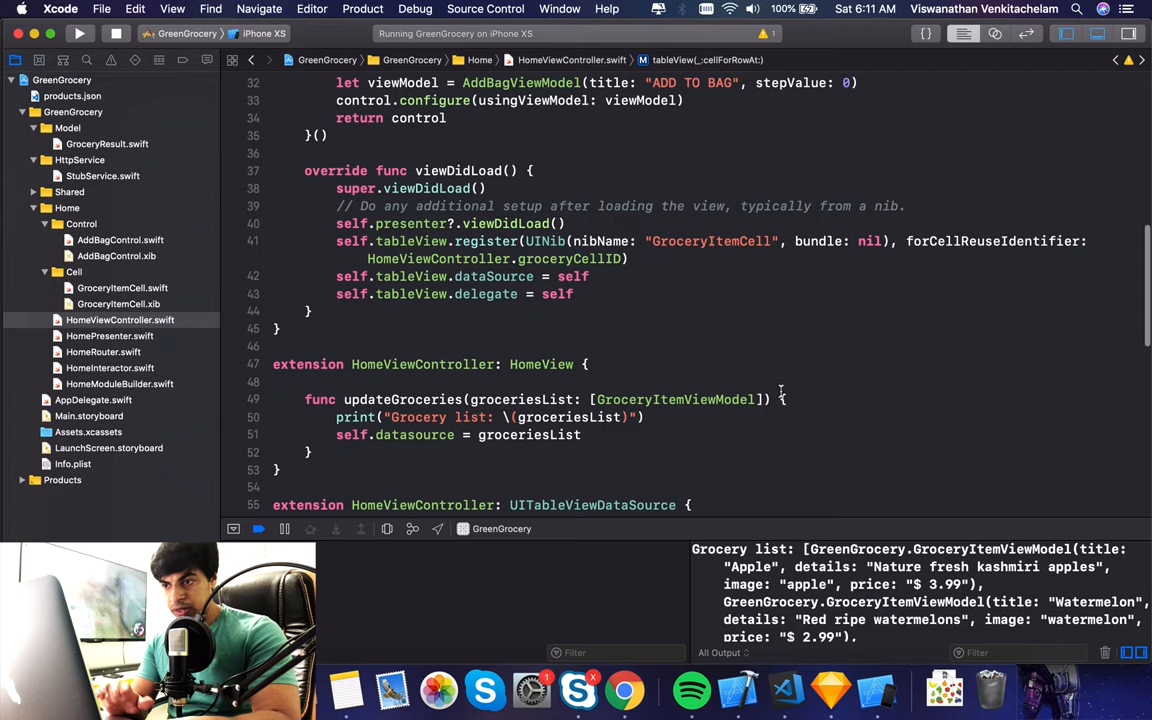 Xcode File Edit View Find Navigate Editor Product Debug Source Control Window Help 100% Sat 6:11 AM Viswanathan Venkitachelam
GreenGrocery iPhone XS Running GreenGrocery on iPhone XS 1
GreenGrocery GreenGrocery Home HomeViewController.swift tableView(_:cellForRowAt:)
GreenGrocery
products.json
GreenGrocery
Model
GroceryResult.swift
HttpService
StubService.swift
Shared
Home
Control
AddBagControl.swift
AddBagControl.xib
Cell
GroceryItemCell.swift
GroceryItemCell.xib
HomeViewController.swift
HomePresenter.swift
HomeRouter.swift
HomeInteractor.swift
HomeModuleBuilder.swift
AppDelegate.swift
Main.storyboard
Assets.xcassets
LaunchScreen.storyboard
Info.plist
Products
32 let viewModel = AddBagViewModel(title: "ADD TO BAG", stepValue: 0)
33 control.configure(usingViewModel: viewModel)
34 return control
35 }()
36
37 override func viewDidLoad() {
38 super.viewDidLoad()
39 // Do any additional setup after loading the view, typically from a nib.
40 self.presenter?.viewDidLoad()
41 self.tableView.register(UINib(nibName: "GroceryItemCell", bundle: nil), forCellReuseIdentifier:
HomeViewController.groceryCellID)
42 self.tableView.dataSource = self
43 self.tableView.delegate = self
44 }
45 }
46
47 extension HomeViewController: HomeView {
48
49 func updateGroceries(groceriesList: [GroceryItemViewModel]) {
50 print("Grocery list: \(groceriesList)")
51 self.datasource = groceriesList
52 }
53 }
54
55 extension HomeViewController: UITableViewDataSource {
GreenGrocery
Grocery list: [GreenGrocery.GroceryItemViewModel(title:
"Apple", details: "Nature fresh kashmiri apples",
image: "apple", price: "$ 3.99"),
GreenGrocery.GroceryItemViewModel(title: "Watermelon",
details: "Red ripe watermelons", image: "watermelon",
price: "$ 2.99"),
Filter All Output Filter